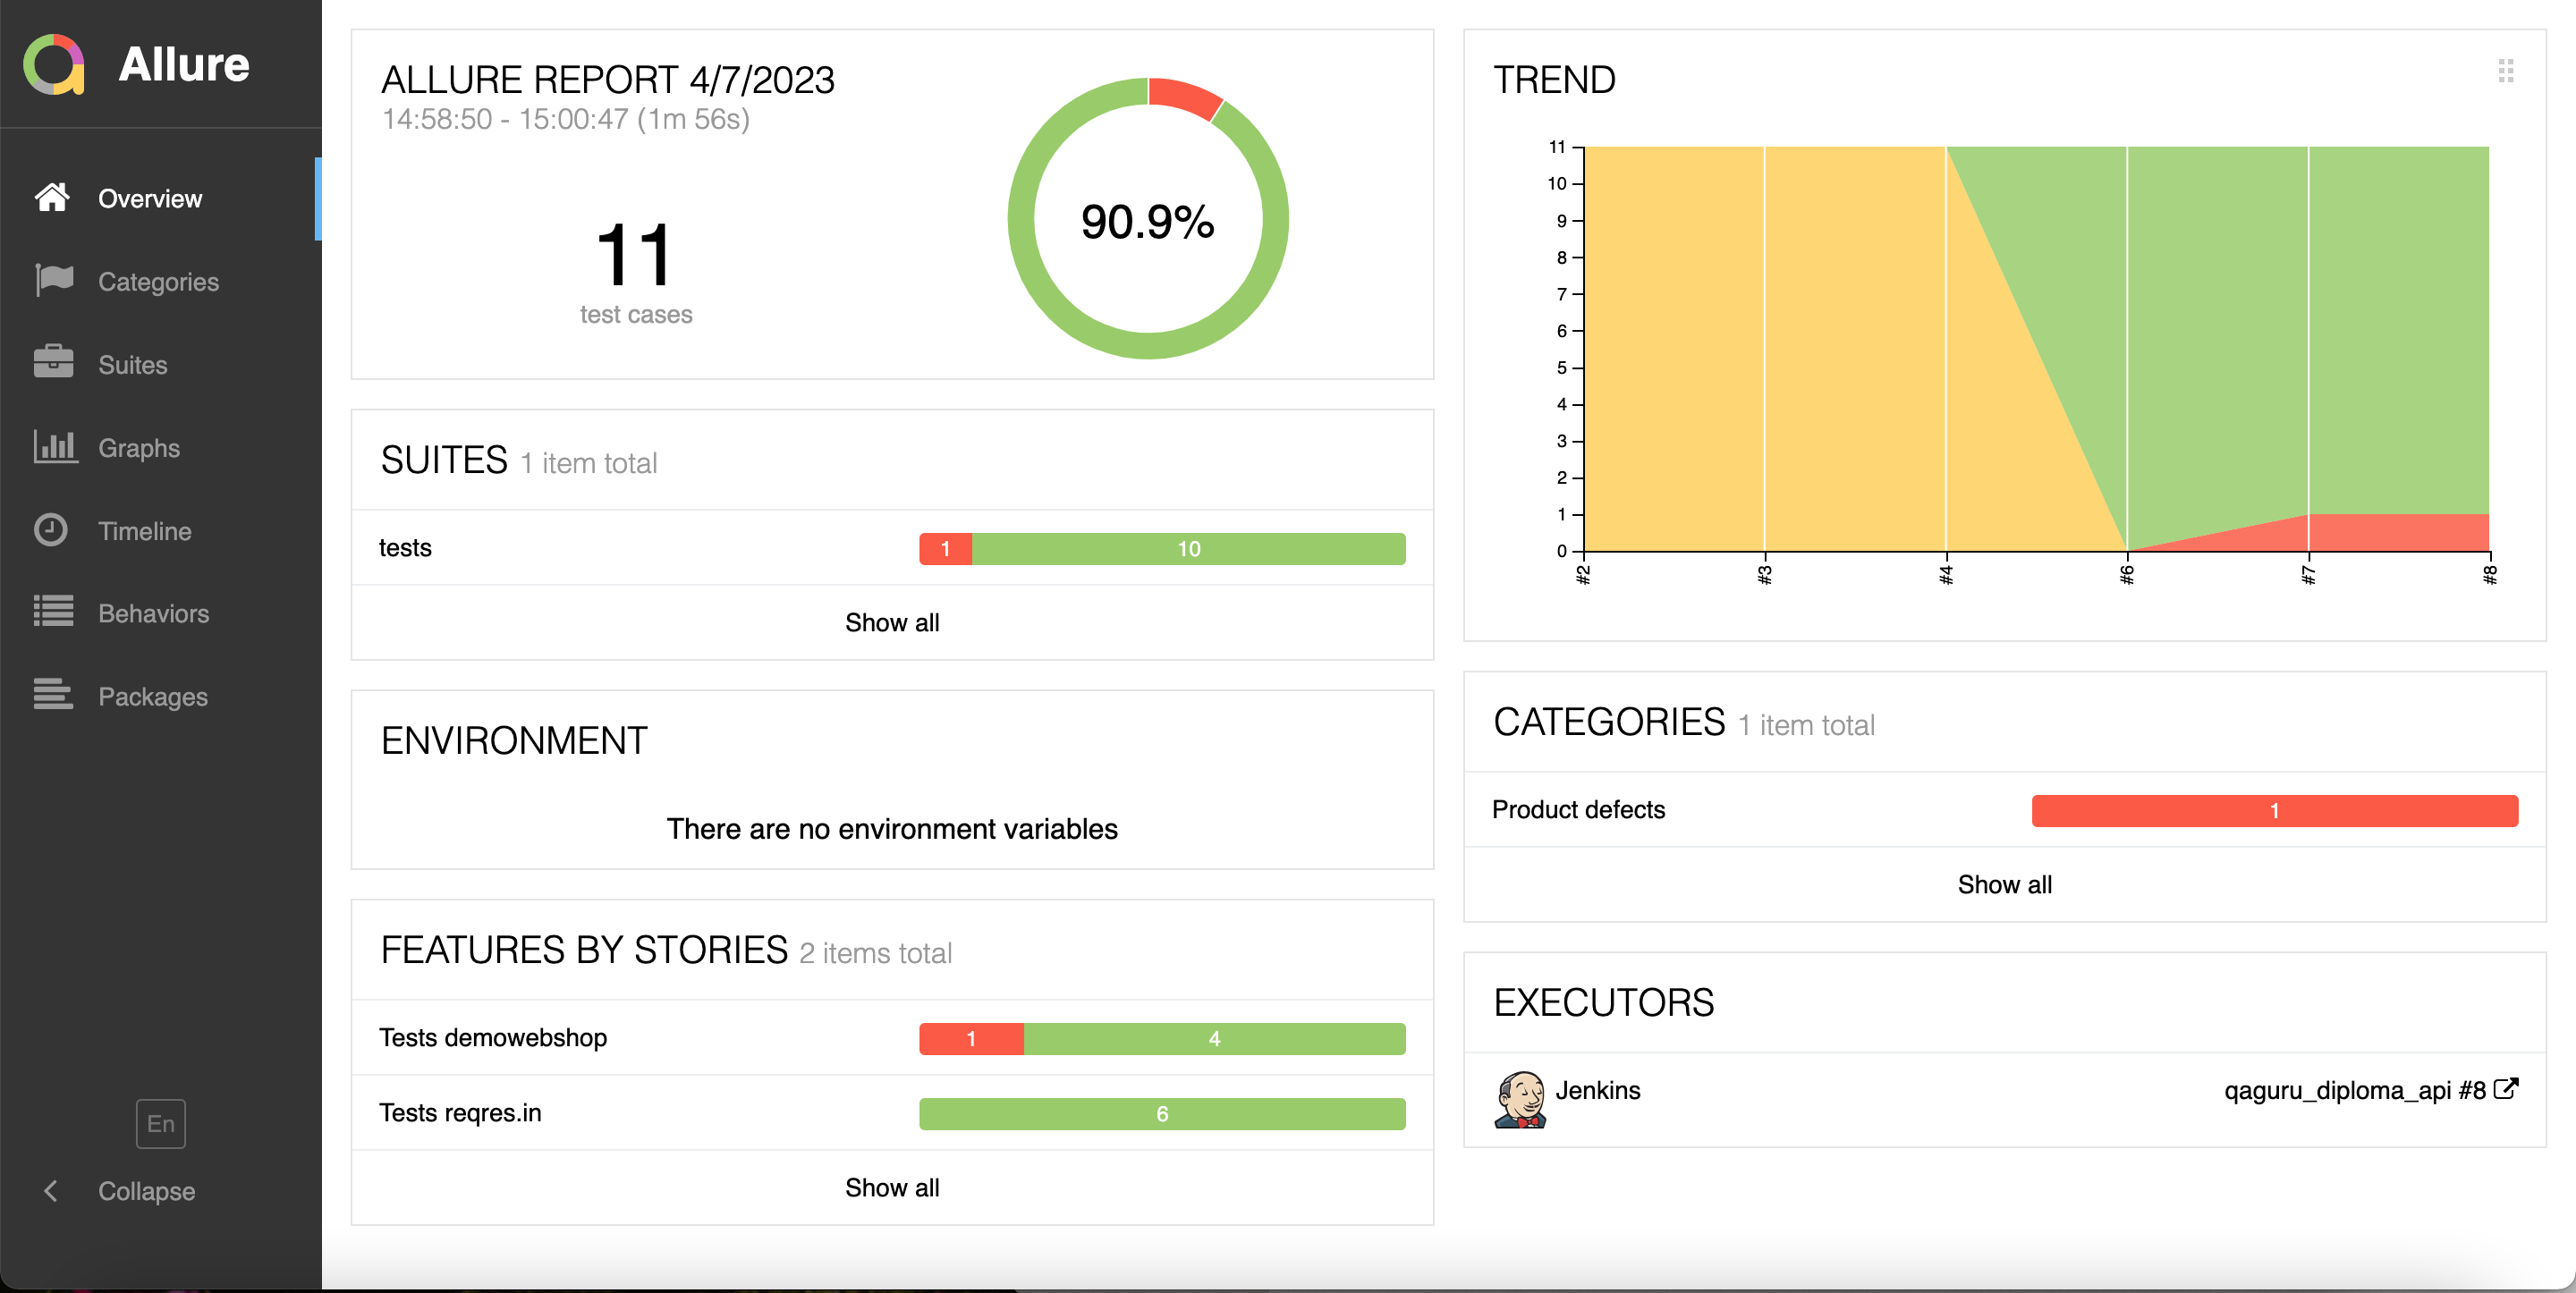 Allure
Overview
Categories
Suites
Graphs
Timeline
Behaviors
Packages
En
Collapse
ALLURE REPORT 4/7/2023
14:58:50 - 15:00:47 (1m 56s)
11
test cases
90.9%
SUITES 1 item total
tests 1 10
Show all
ENVIRONMENT
There are no environment variables
FEATURES BY STORIES 2 items total
Tests demowebshop 1 4
Tests reqres.in 6
Show all
TREND
11
10
9
8
7
6
5
4
3
2
1
0
#2 #3 #4 #6 #7 #8
CATEGORIES 1 item total
Product defects 1
Show all
EXECUTORS
Jenkins qaguru_diploma_api #8